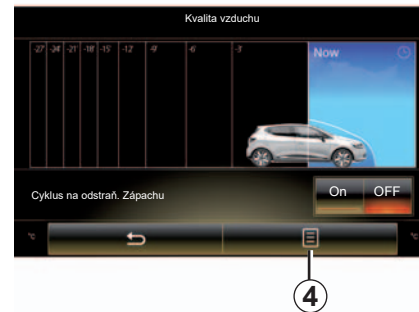 Kvalita vzduchu
-27' -24' -21' -18' -15' -12' -9' -6' -3' Now
Cyklus na odstraň. Zápachu On OFF
°C °C
4